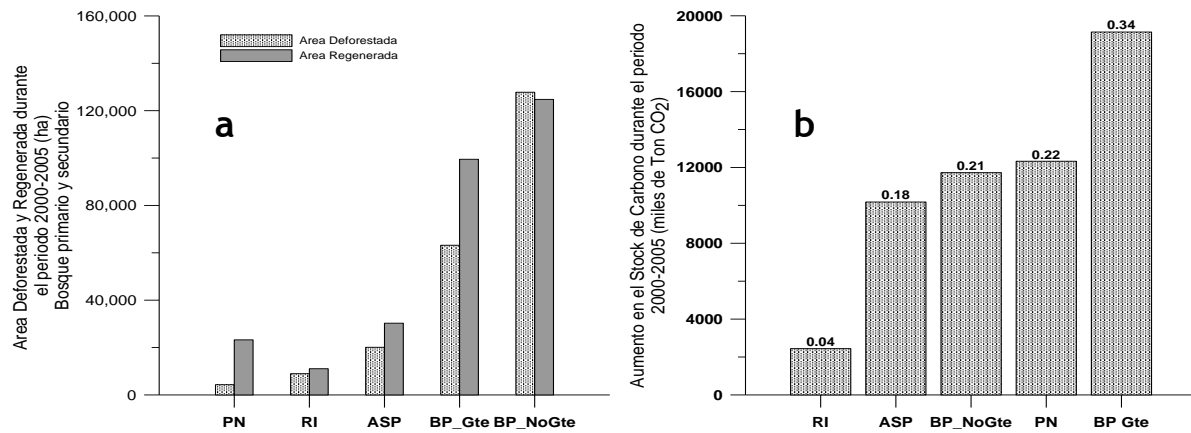 Area Deforestada y Regenerada durante
el periodo 2000-2005 (ha)
Bosque primario y secundario
160,000
120,000
80,000
40,000
0
Area Deforestada
Area Regenerada
a
PN RI ASP BP_Gte BP_NoGte
Aumento en el Stock de Carbono durante el periodo
2000-2005 (miles de Ton CO2)
20000
16000
12000
8000
4000
0
b
0.04
0.18
0.21
0.22
0.34
RI ASP BP_NoGte PN BP Gte